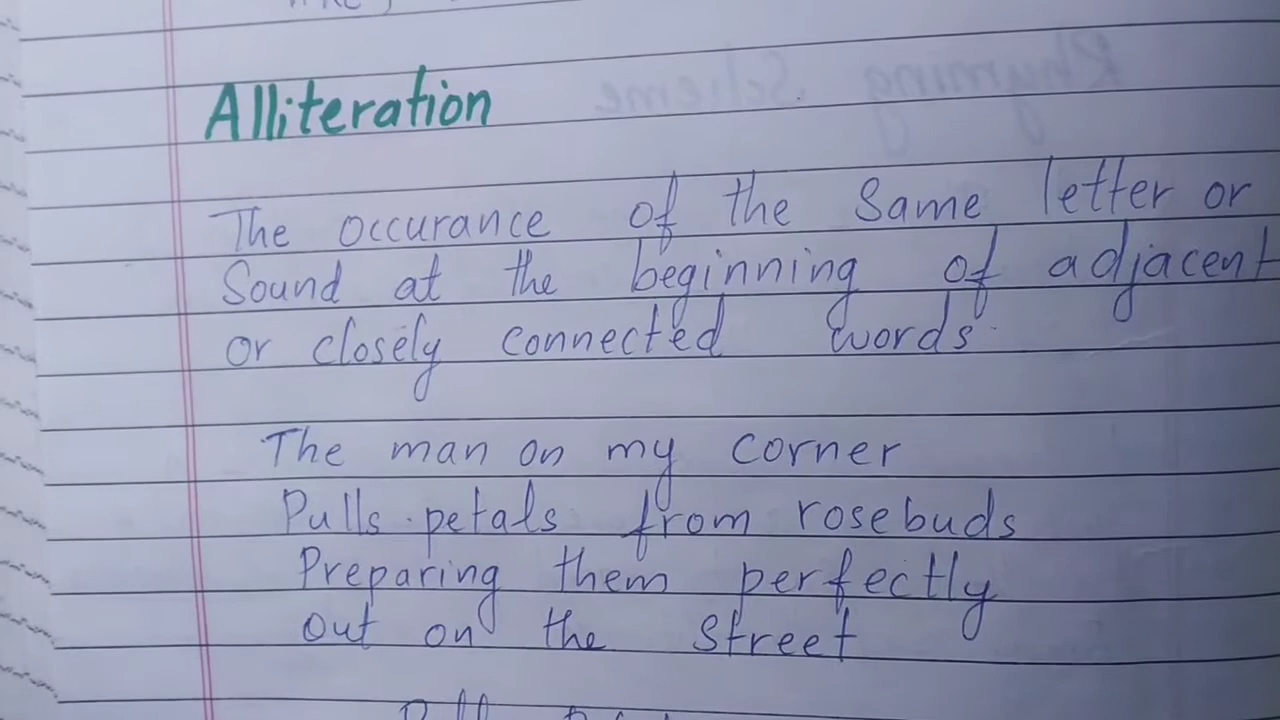 Alliteration
The occurance of the same letter or
Sound at the beginning of adjacent
or closely connected words.
The man on my corner
Pulls petals from rosebuds
Preparing them perfectly
out on the street